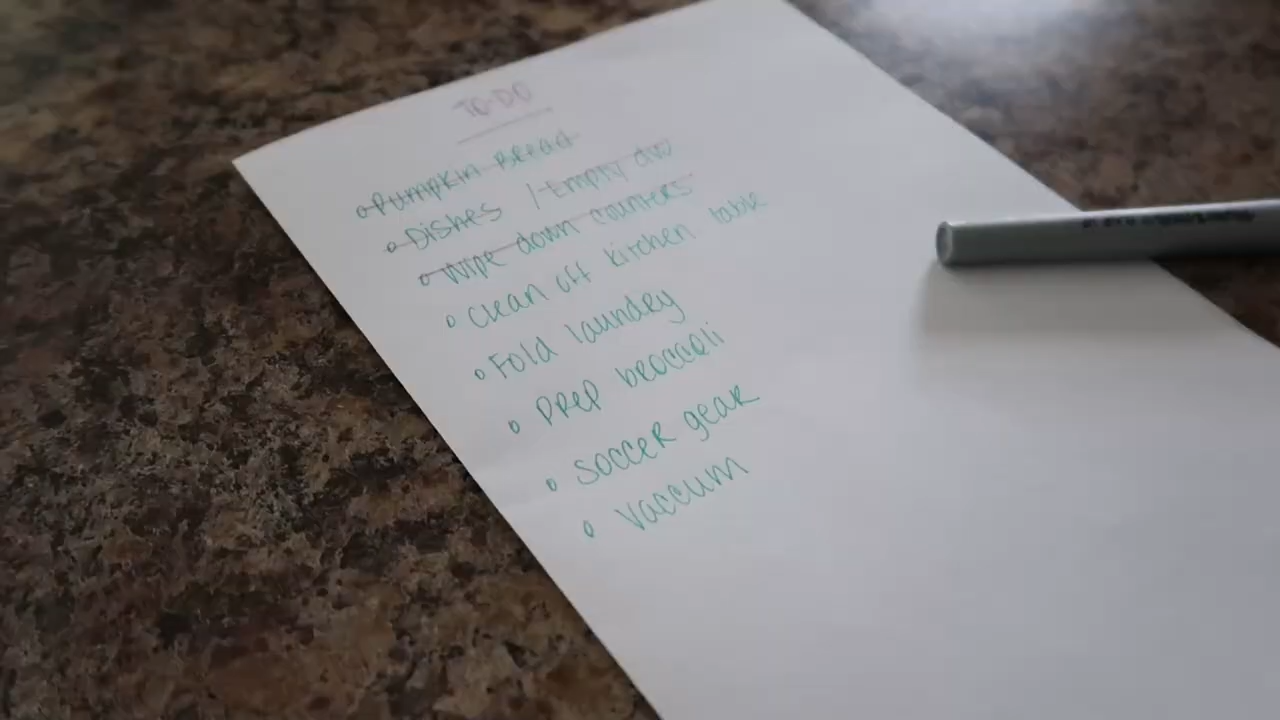 TO-DO
Pumpkin Bread
Dishes / Empty dw
Wipe down counters
Clean off kitchen table
Fold laundry
Prep broccoli
Soccer gear
Vaccum